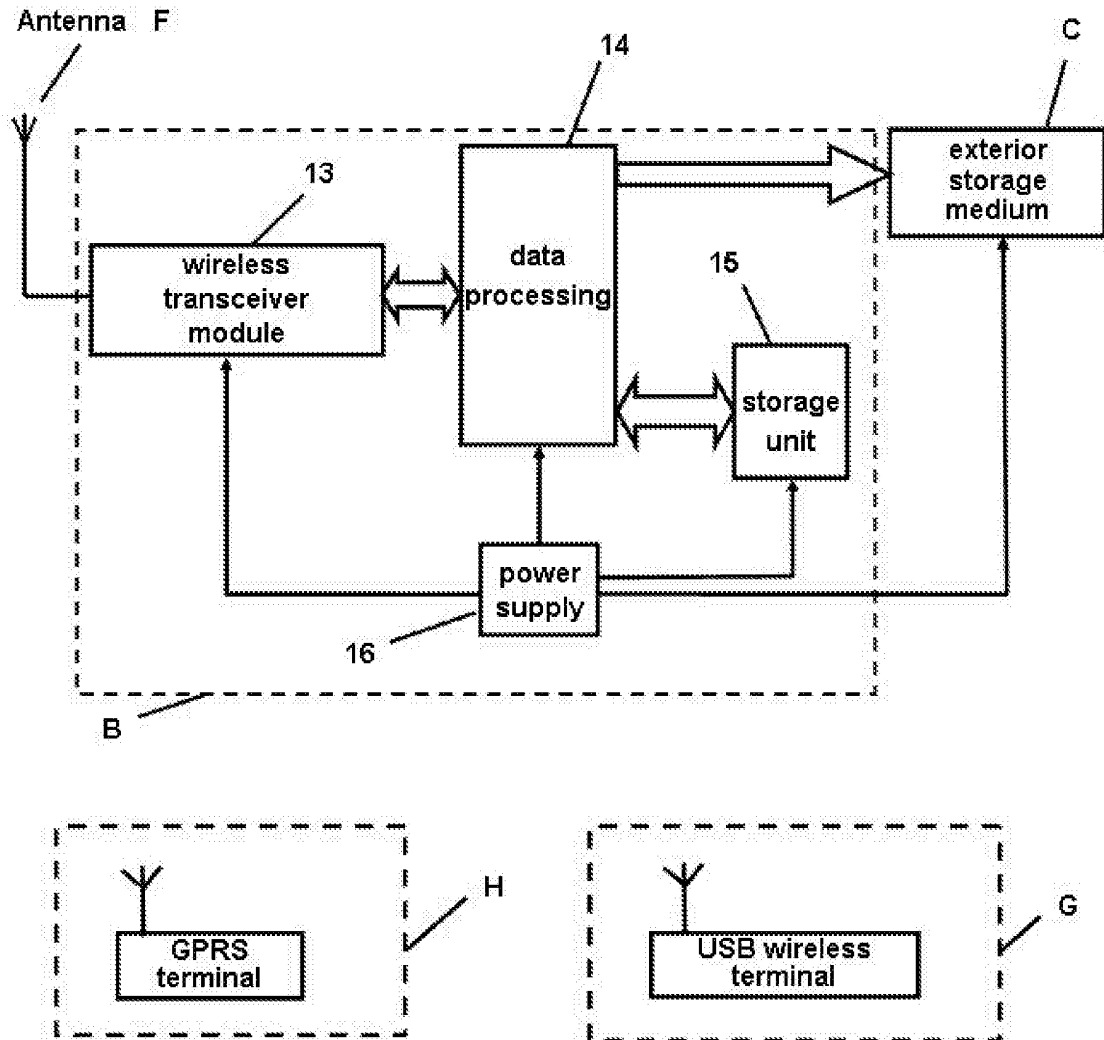 Antenna F
14
C
exterior
storage
medium
13
wireless
transceiver
module
data
processing
15
storage
unit
power
supply
16
B
GPRS
terminal
H
USB wireless
terminal
G